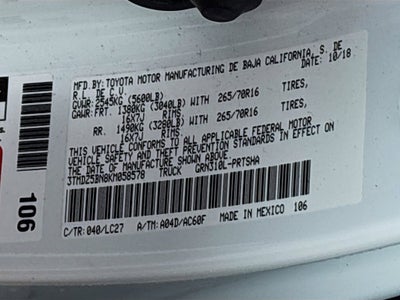 MFD.BY:TOYOTA MOTOR MANUFACTURING DE BAJA CALIFORNIA, S. DE
R.L. DE C.V. 10/18
GVWR:2545KG (5600LB)
GAWR:FRT. 1380KG (3040LB) WITH 265/70R16 TIRES,
16X7J
RR. 1490KG (3280LB) WITH 265/70R16 TIRES,
16X7J
THIS VEHICLE CONFORMS TO ALL APPLICABLE FEDERAL MOTOR
VEHICLE SAFETY AND THEFT PREVENTION STANDARDS IN EFFECT
ON THE DATE OF MANUFACTURE SHOWN ABOVE.
3TMDZ5BN8KM058578 TRUCK GRN310L-PRTSHA
C/TR: 040/LC27 A/TM: A04D/AC60F MADE IN MEXICO 106
106